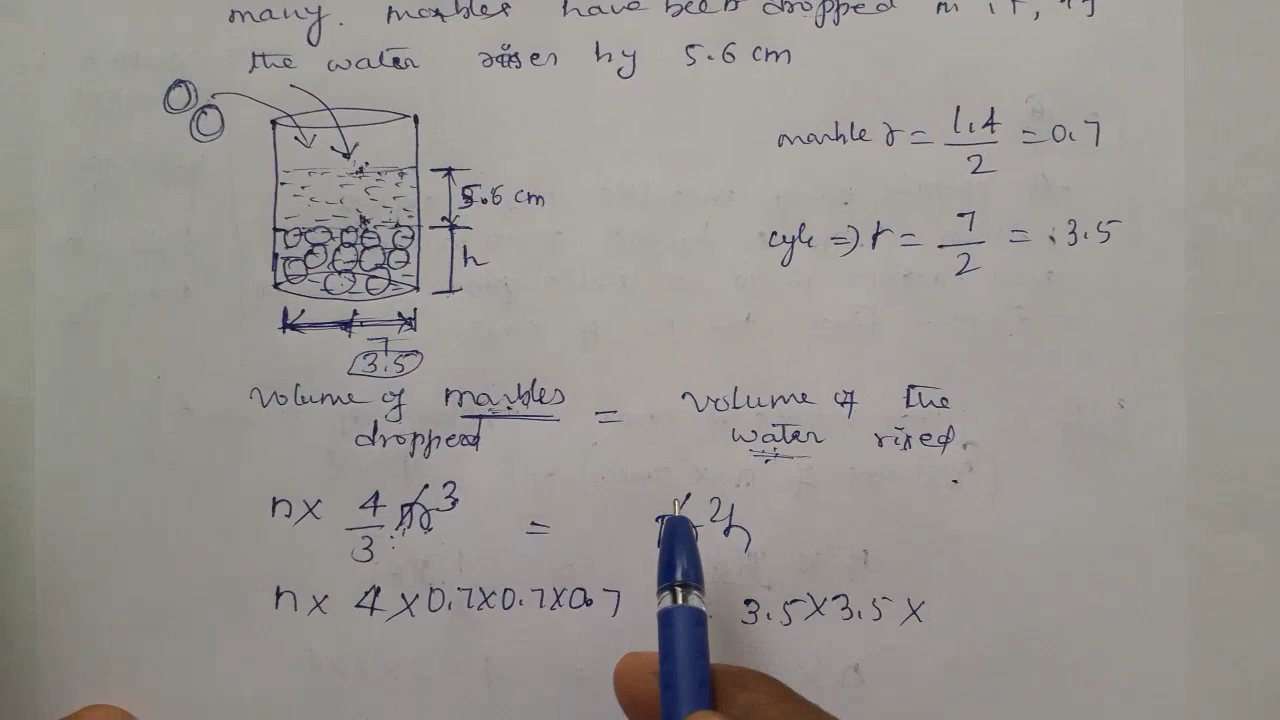 many. marbles have been dropped in it, if
the water rises by 5.6 cm
marble r = 1.4/2 = 0.7
5.6 cm
cyli => r = 7/2 = 3.5
h
7
3.5
Volume of marbles dropped = Volume of the water rised.
n x 4/3 πr³ = πr²h
n x 4 x 0.7 x 0.7 x 0.7 3.5 x 3.5 x